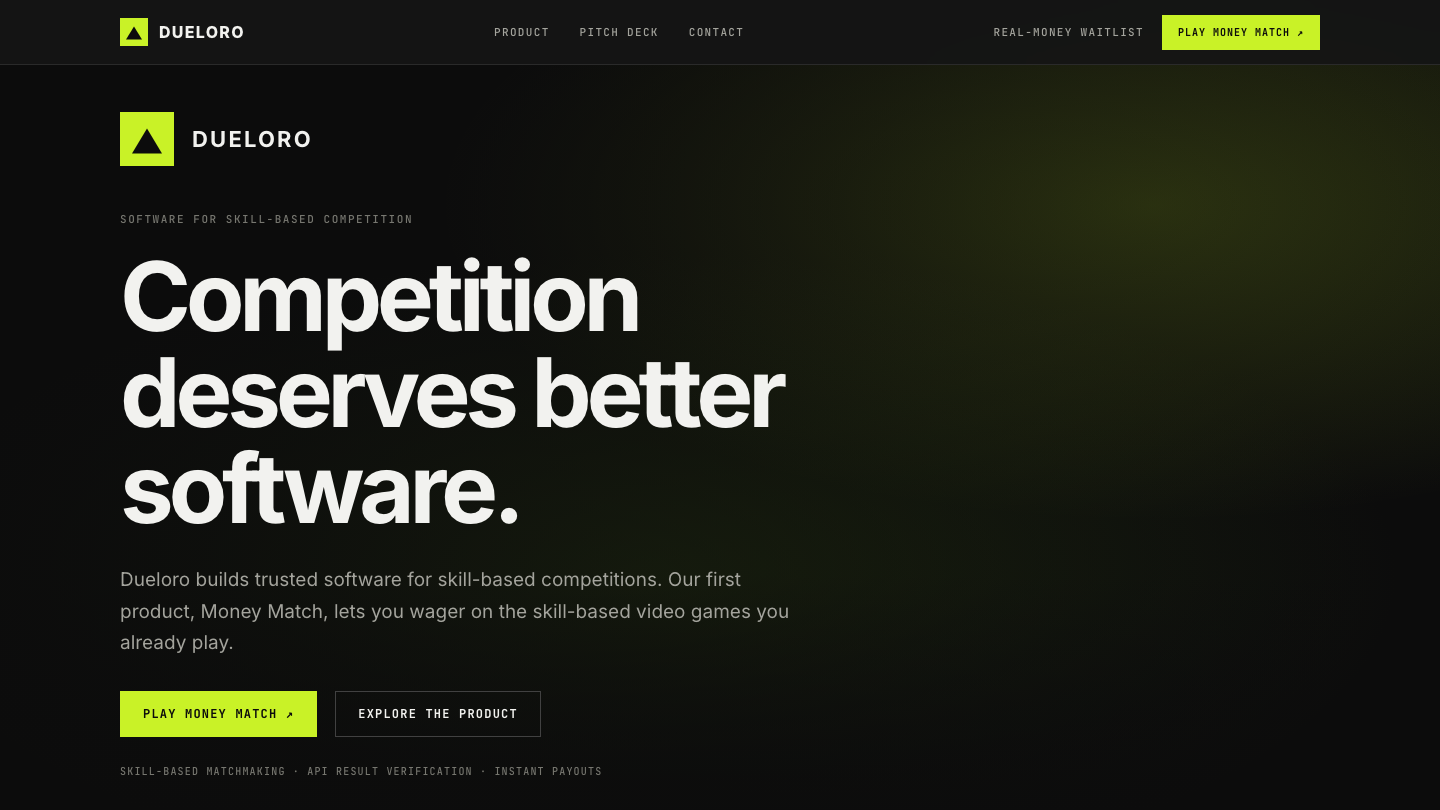 DUELORO
PRODUCT
PITCH DECK
CONTACT
REAL-MONEY WAITLIST
PLAY MONEY MATCH ↗
DUELORO
SOFTWARE FOR SKILL-BASED COMPETITION
Competition
deserves better
software.
Dueloro builds trusted software for skill-based competitions. Our first
product, Money Match, lets you wager on the skill-based video games you
already play.
PLAY MONEY MATCH ↗
EXPLORE THE PRODUCT
SKILL-BASED MATCHMAKING · API RESULT VERIFICATION · INSTANT PAYOUTS